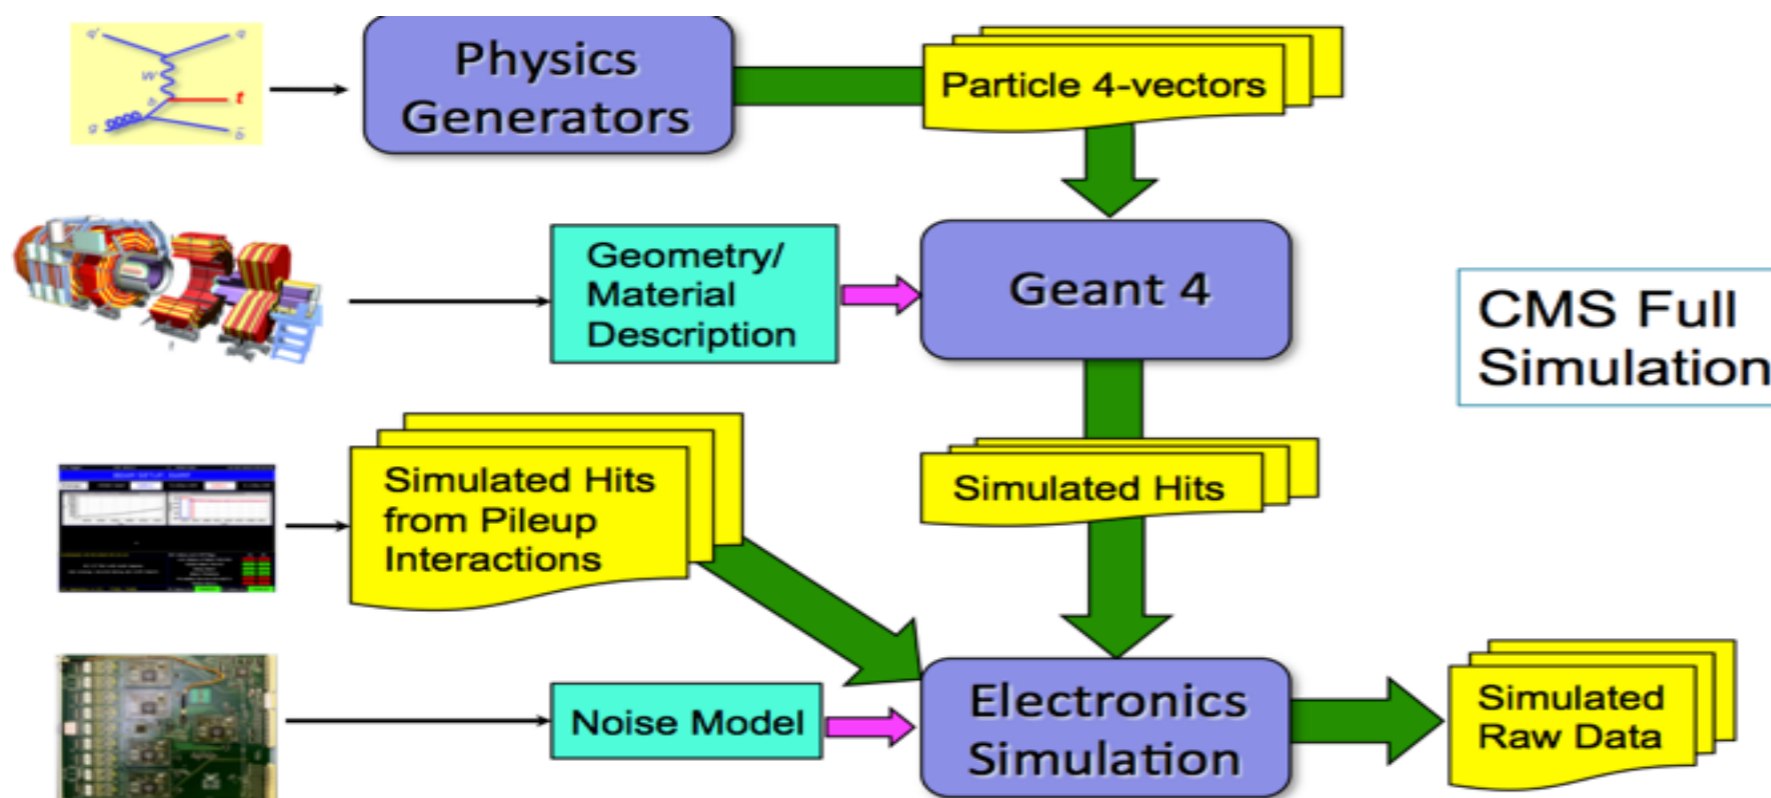 q'
q
W
b
t
g
b
Physics
Generators
Particle 4-vectors
Geometry/
Material
Description
Geant 4
CMS Full
Simulation
Simulated Hits
from Pileup
Interactions
Simulated Hits
Noise Model
Electronics
Simulation
Simulated
Raw Data